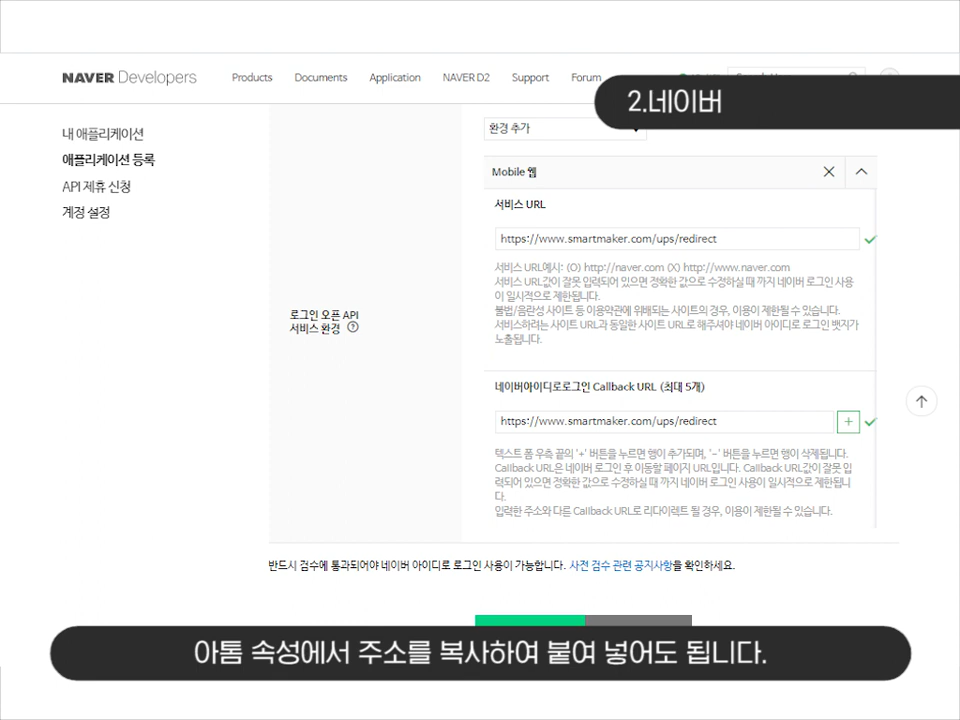 NAVER Developers
Products Documents Application NAVER D2 Support Forum
2.네이버
내 애플리케이션
애플리케이션 등록
API 제휴 신청
계정 설정
환경 추가
Mobile 웹
서비스 URL
https://www.smartmaker.com/ups/redirect
서비스 URL예시: (O) http://naver.com (X) http://www.naver.com
서비스 URL값이 잘못 입력되어 있으면 정확한 값으로 수정하실 때 까지 네이버 로그인 사용
이 일시적으로 제한됩니다.
불법/음란성 사이트 등 이용약관에 위배되는 사이트의 경우, 이용이 제한될 수 있습니다.
서비스하려는 사이트 URL과 동일한 사이트 URL로 해주셔야 네이버 아이디로 로그인 뱃지가
노출됩니다.
로그인 오픈 API
서비스 환경 ?
네이버아이디로로그인 Callback URL (최대 5개)
https://www.smartmaker.com/ups/redirect
텍스트 폼 우측 끝의 '+' 버튼을 누르면 행이 추가되며, '-' 버튼을 누르면 행이 삭제됩니다.
Callback URL은 네이버 로그인 후 이동할 페이지 URL입니다. Callback URL값이 잘못 입
력되어 있으면 정확한 값으로 수정하실 때 까지 네이버 로그인 사용이 일시적으로 제한됩니
다.
입력한 주소와 다른 Callback URL로 리다이렉트 될 경우, 이용이 제한될 수 있습니다.
반드시 검수에 통과되어야 네이버 아이디로 로그인 사용이 가능합니다. 사전 검수 관련 공지사항을 확인하세요.
아톰 속성에서 주소를 복사하여 붙여 넣어도 됩니다.